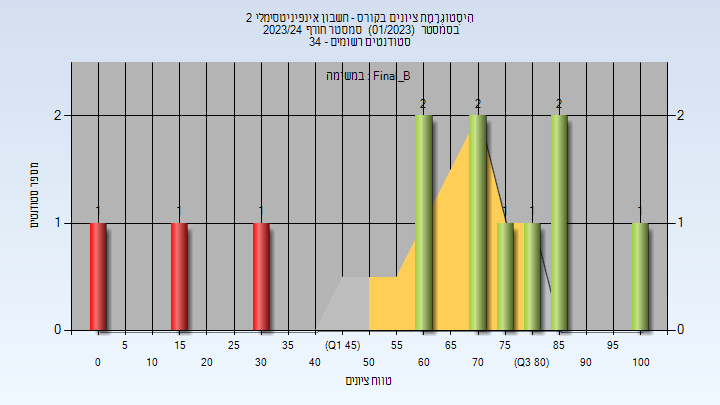 היסטוגרמת ציונים בקורס - חשבון אינפיניטסימלי 2
בסמסטר (01/2023) סמסטר חורף 2023/24
סטודנטים רשומים - 34
במשימה : Final_B
מספר סטודנטים
2 2 2
2 2
1 1 1 1 1 1
1 1
0 0
5 15 25 35 (Q1 45) 55 65 75 85 95
0 10 20 30 40 50 60 70 (Q3 80) 90 100
טווח ציונים